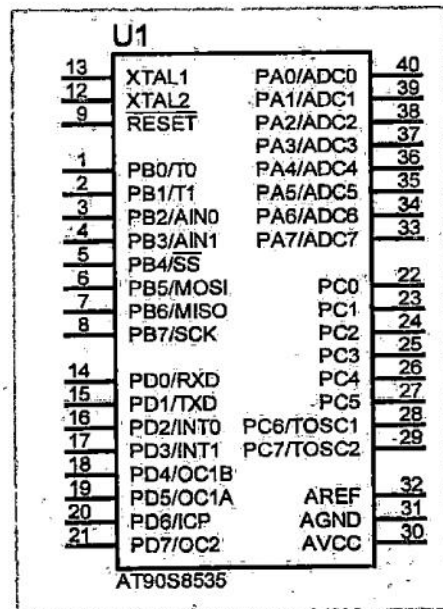 U1
13 XTAL1 PA0/ADC0 40
12 XTAL2 PA1/ADC1 39
9 RESET PA2/ADC2 38
PA3/ADC3 37
1 PB0/T0 PA4/ADC4 36
2 PB1/T1 PA5/ADC5 35
3 PB2/AIN0 PA6/ADC6 34
4 PB3/AIN1 PA7/ADC7 33
5 PB4/SS
6 PB5/MOSI PC0 22
7 PB6/MISO PC1 23
8 PB7/SCK PC2 24
PC3 25
14 PD0/RXD PC4 26
15 PD1/TXD PC5 27
16 PD2/INT0 PC6/TOSC1 28
17 PD3/INT1 PC7/TOSC2 29
18 PD4/OC1B
19 PD5/OC1A AREF 32
20 PD6/ICP AGND 31
21 PD7/OC2 AVCC 30
AT90S8535